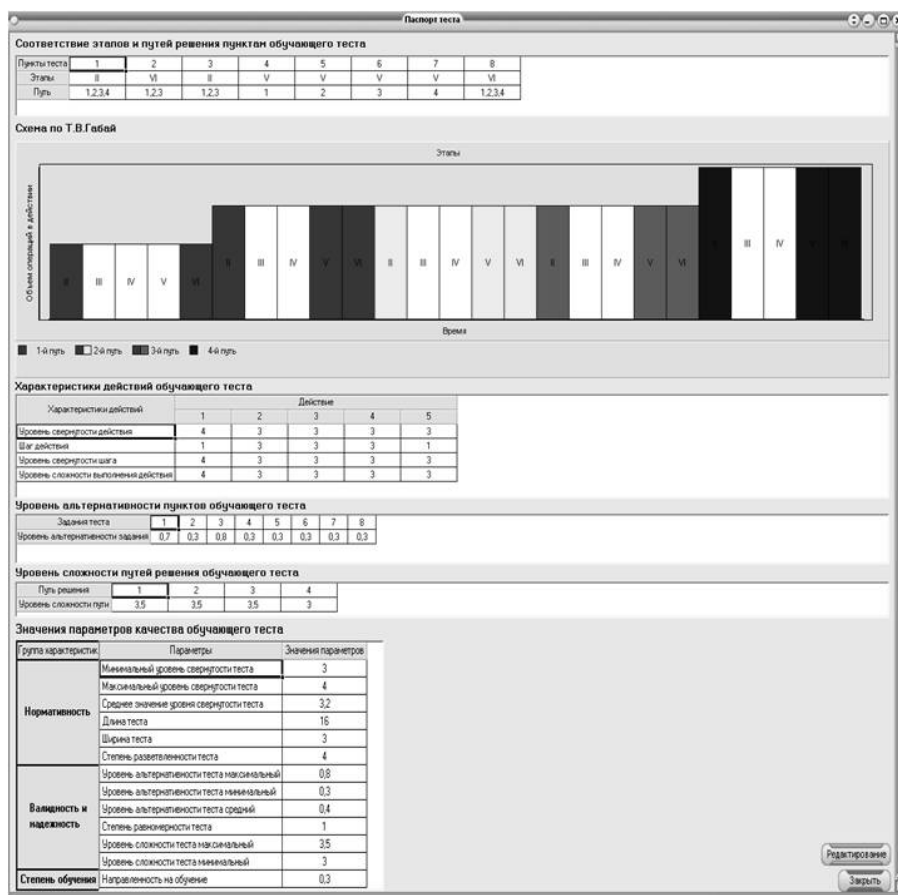 Паспорт теста
Соответствие этапов и путей решения пунктам обучающего теста
Пункты теста 1 2 3 4 5 6 7 8
Этапы II VI II V V V V VI
Путь 1,2,3,4 1,2,3 1,2,3 1 2 3 4 1,2,3,4
Схема по Т.В.Габай
Этапы
Объем операций в действии
II III IV V VI II III IV V VI II III IV V VI II III IV V VI III IV V
Время
1-й путь 2-й путь 3-й путь 4-й путь
Характеристики действий обучающего теста
Характеристики действий Действие
1 2 3 4 5
Уровень свернутости действия 4 3 3 3 3
Шаг действия 1 3 3 3 1
Уровень свернутости шага 4 3 3 3 3
Уровень сложности выполнения действия 4 3 3 3 3
Уровень альтернативности пунктов обучающего теста
Задания теста 1 2 3 4 5 6 7 8
Уровень альтернативности задания 0,7 0,3 0,8 0,3 0,3 0,3 0,3 0,3
Уровень сложности путей решения обучающего теста
Путь решения 1 2 3 4
Уровень сложности пути 3,5 3,5 3,5 3
Значения параметров качества обучающего теста
Группа характеристик Параметры Значения параметров
Нормативность
Минимальный уровень свернутости теста 3
Максимальный уровень свернутости теста 4
Среднее значение уровня свернутости теста 3,2
Длина теста 16
Ширина теста 3
Степень разветвленности теста 4
Валидность и надежность
Уровень альтернативности теста максимальный 0,8
Уровень альтернативности теста минимальный 0,3
Уровень альтернативности теста средний 0,4
Степень равномерности теста 1
Уровень сложности теста максимальный 3,5
Уровень сложности теста минимальный 3
Степень обучения Направленность на обучение 0,3
Редактирование
Закрыть